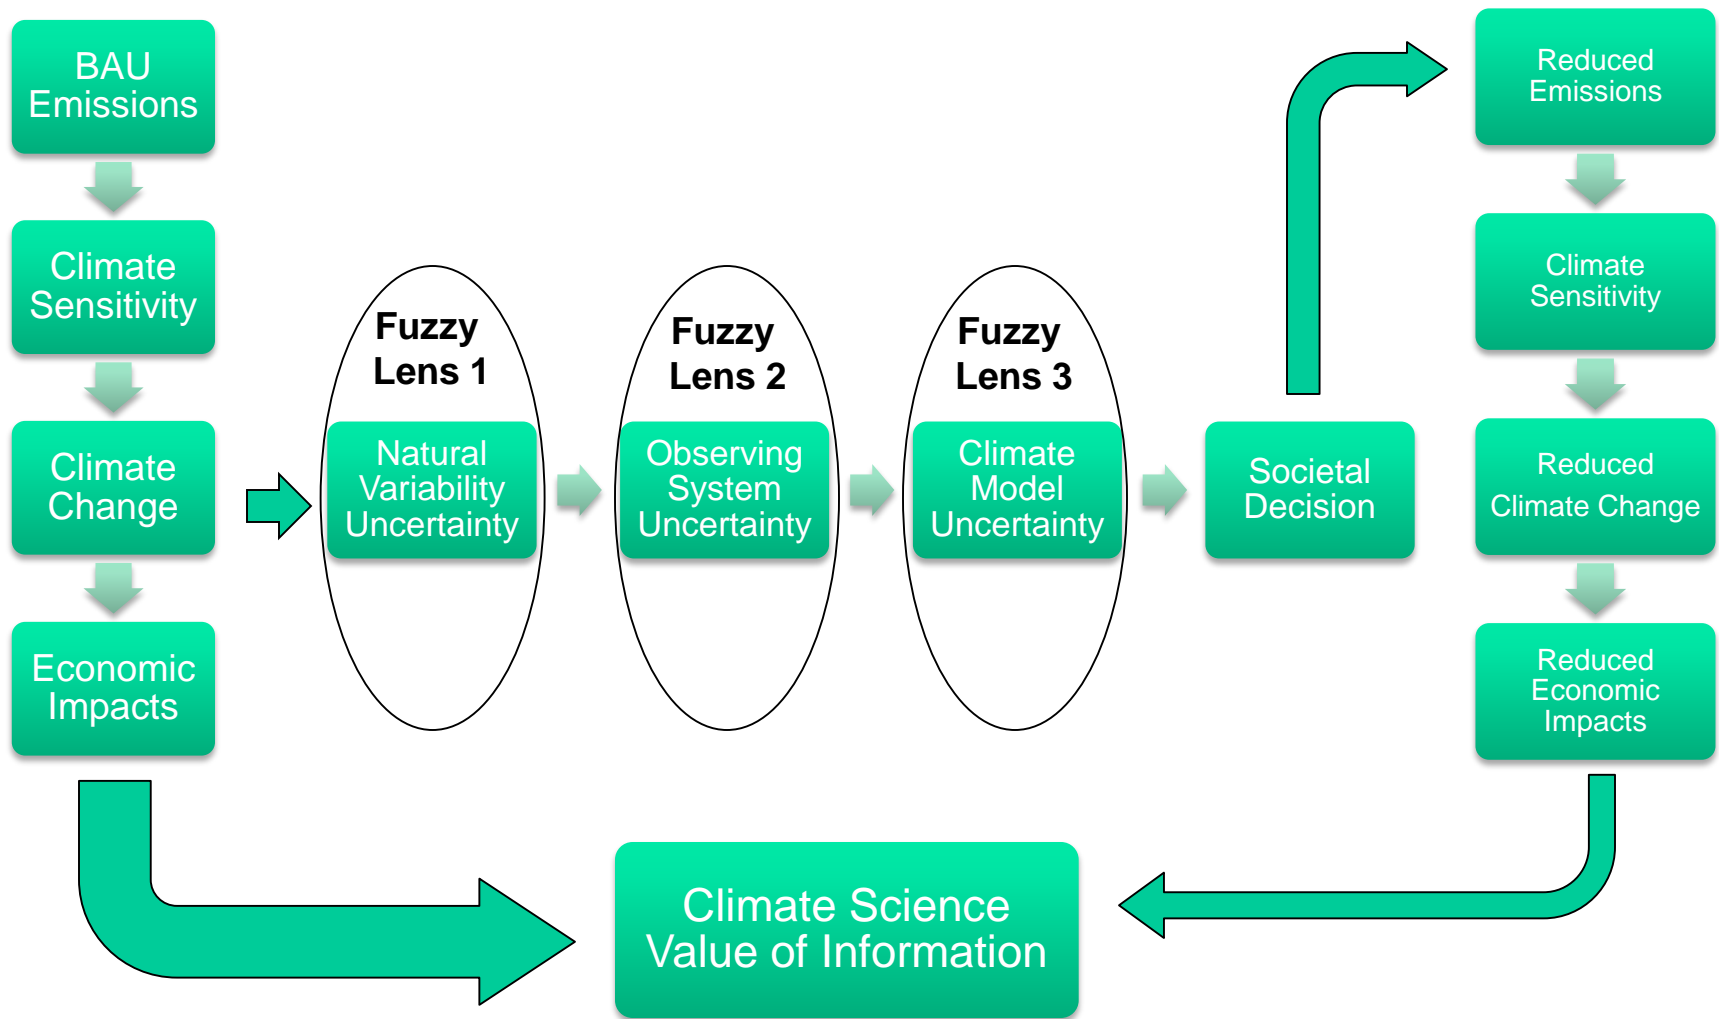 BAU
Emissions
Climate
Sensitivity
Climate
Change
Economic
Impacts
Fuzzy
Lens 1
Natural
Variability
Uncertainty
Fuzzy
Lens 2
Observing
System
Uncertainty
Fuzzy
Lens 3
Climate
Model
Uncertainty
Societal
Decision
Reduced
Emissions
Climate
Sensitivity
Reduced
Climate Change
Reduced
Economic
Impacts
Climate Science
Value of Information